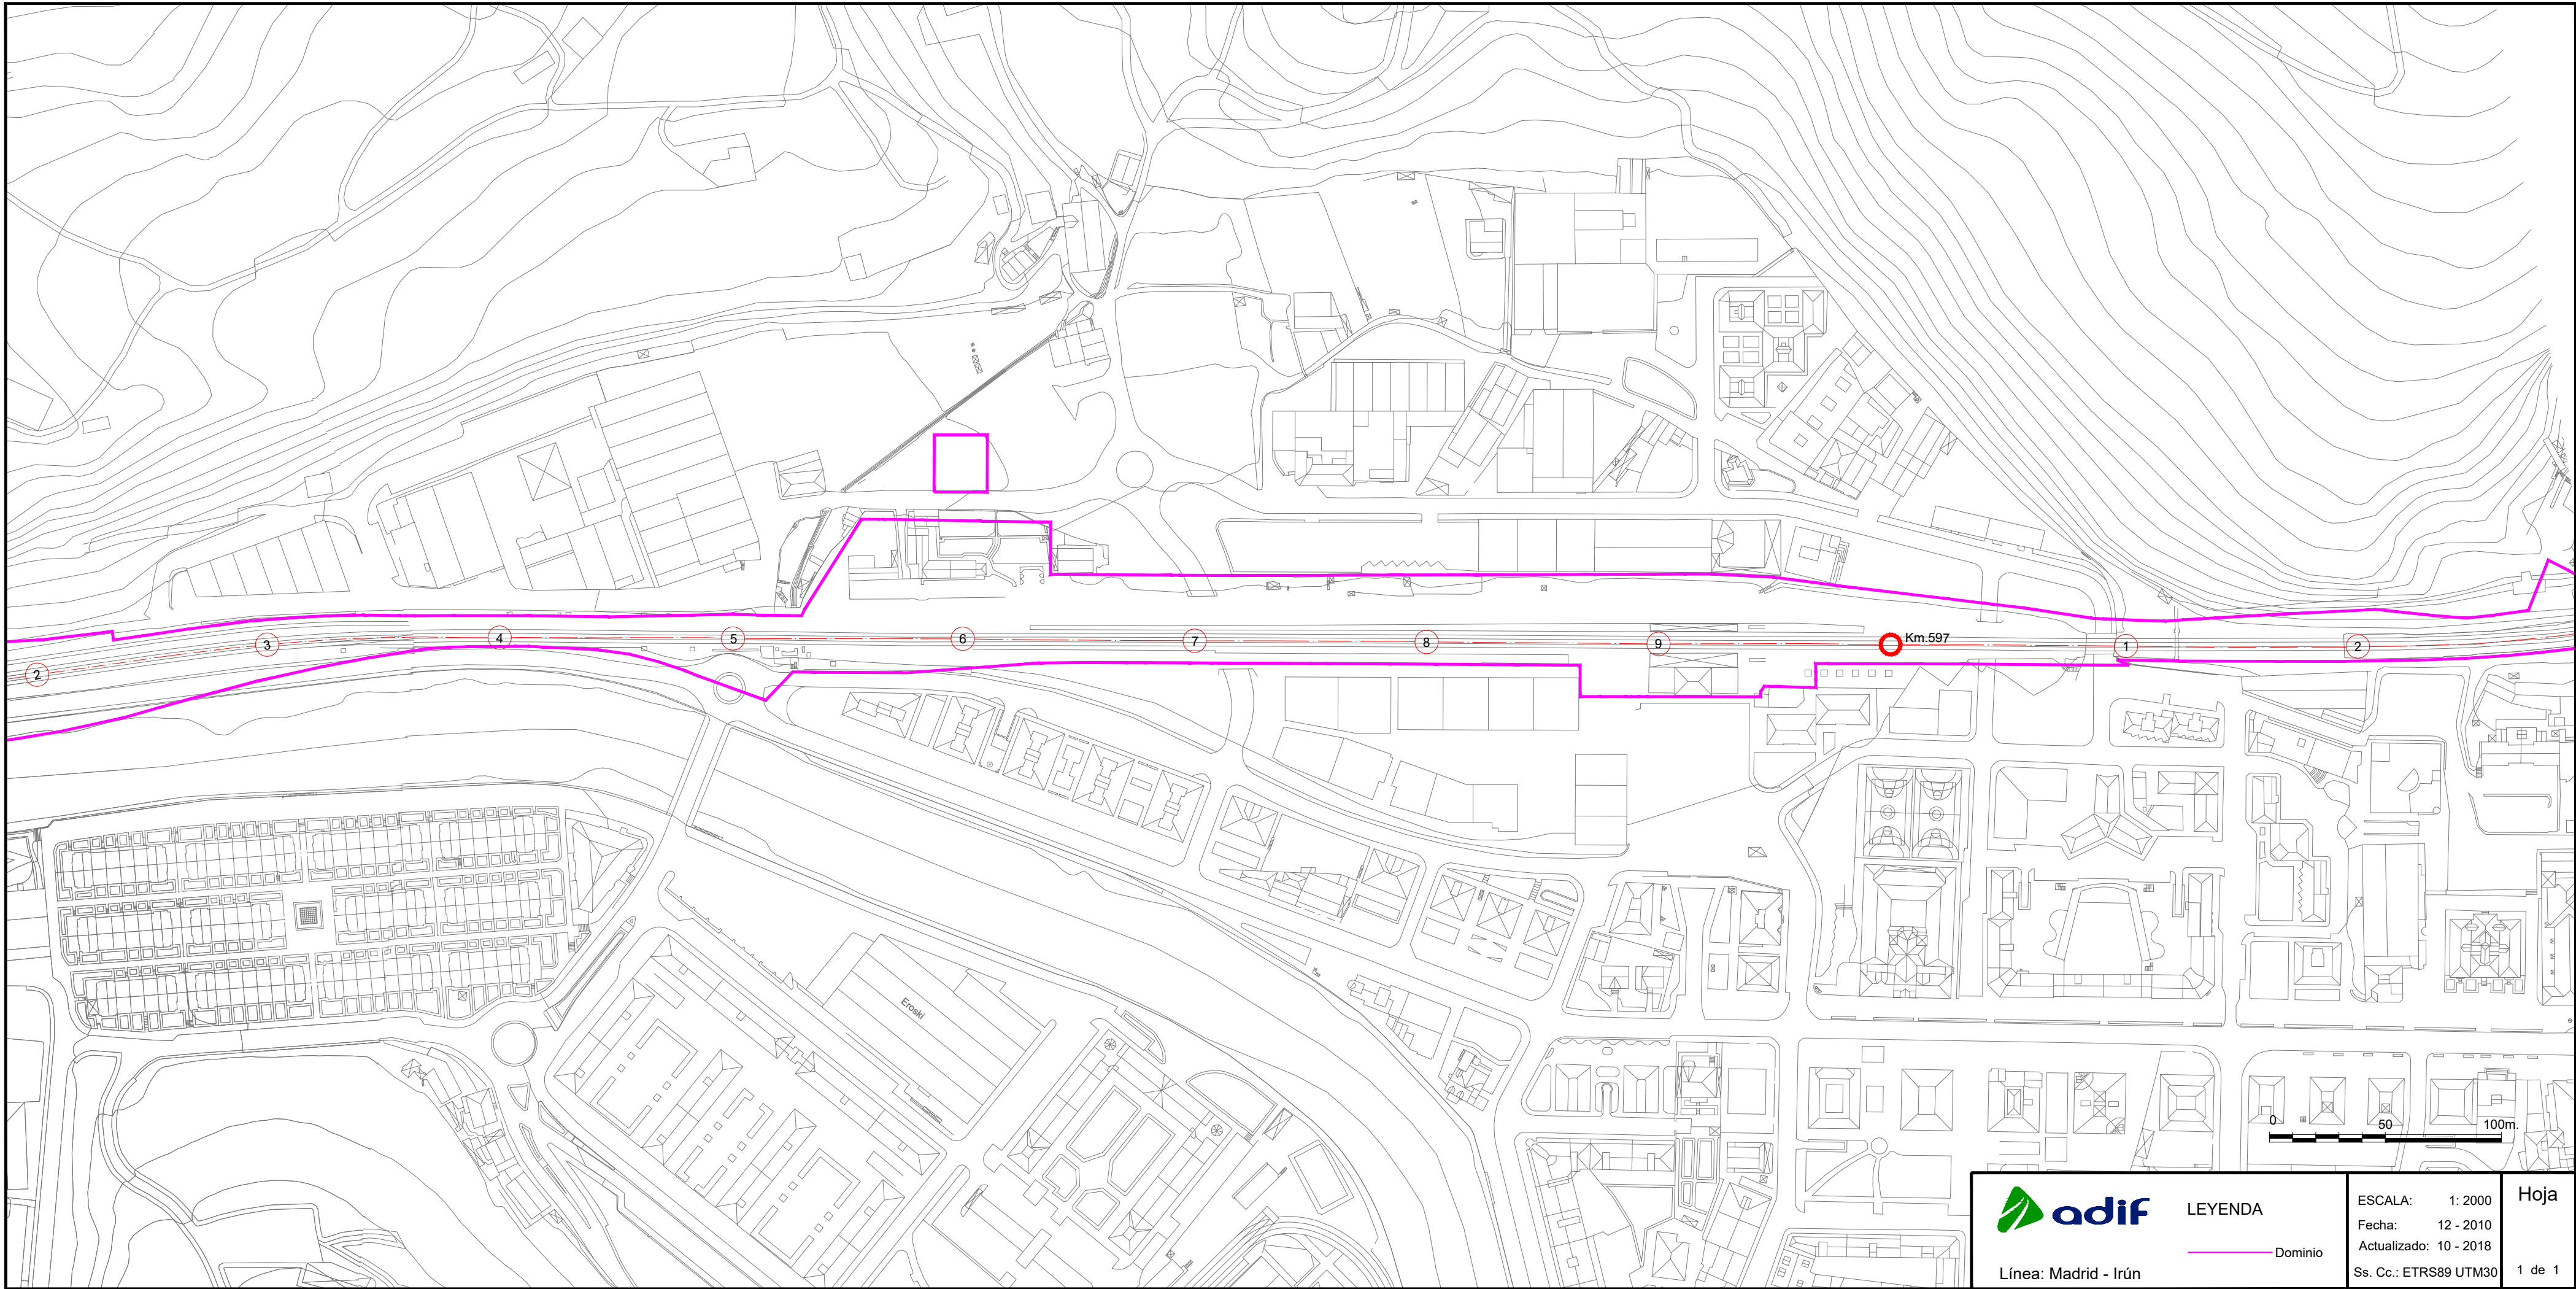 2
3
4
5
6
7
8
9
Km.597
1
2
Eroski
0 50 100m.
adif
LEYENDA
Dominio
Línea: Madrid - Irún
ESCALA: 1: 2000
Fecha: 12 - 2010
Actualizado: 10 - 2018
Ss. Cc.: ETRS89 UTM30
Hoja
1 de 1